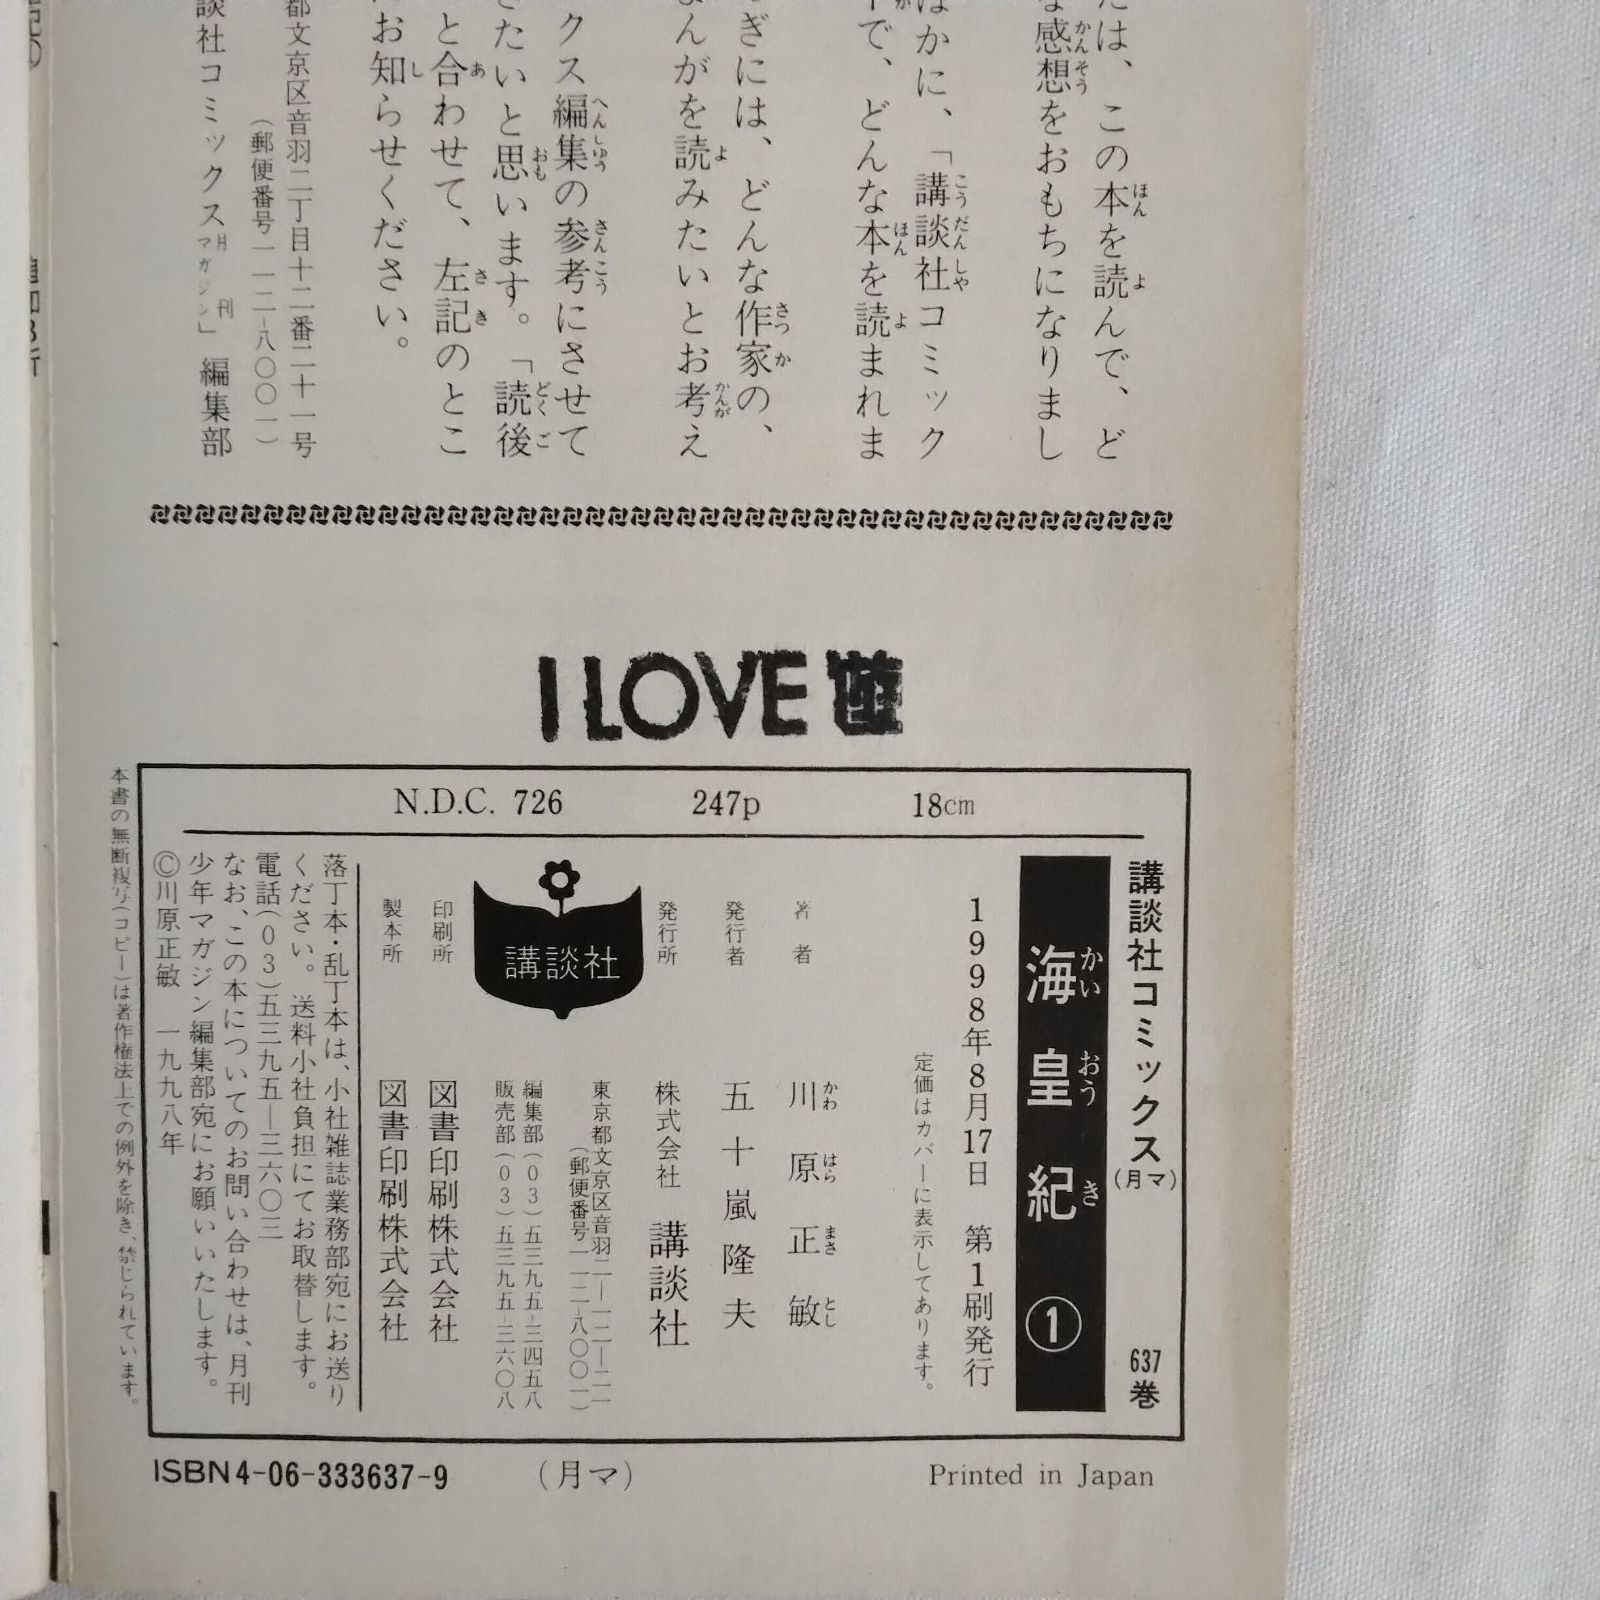 たは、この本を読んで、ど
な感想をおもちになりまし
ほかに、「講談社コミック
で、どんな本を読まれま
ぎには、どんな作家の、
まんがを読みたいとお考え
クス編集の参考にさせて
きたいと思います。「読後
と合わせて、左記のとこ
お知らせください。
都文京区音羽二丁目十二番二十一号
(郵便番号一一二-八〇〇一)
談社コミックス月刊マガジン」編集部
I LOVE 遊
N.D.C. 726 247p 18cm
講談社コミックス(月マ) 637巻
海皇紀 ①
かいおうき
1998年8月17日 第1刷発行
定価はカバーに表示してあります。
著者 川原正敏
かわはらまさとし
発行者 五十嵐隆夫
発行所 株式会社 講談社
東京都文京区音羽二―一二―二一
(郵便番号一一二-八〇〇一)
編集部(03)五三九五―三四五八
販売部(03)五三九五―三六〇八
講談社
印刷所 図書印刷株式会社
製本所 図書印刷株式会社
落丁本・乱丁本は、小社雑誌業務部宛にお送り
ください。送料小社負担にてお取替します。
電話(03)五三九五―三六〇三
なお、この本についてのお問い合わせは、月刊
少年マガジン編集部宛にお願いいたします。
Ⓒ川原正敏 一九九八年
本書の無断複写(コピー)は著作権法上での例外を除き、禁じられています。
ISBN4-06-333637-9 (月マ) Printed in Japan